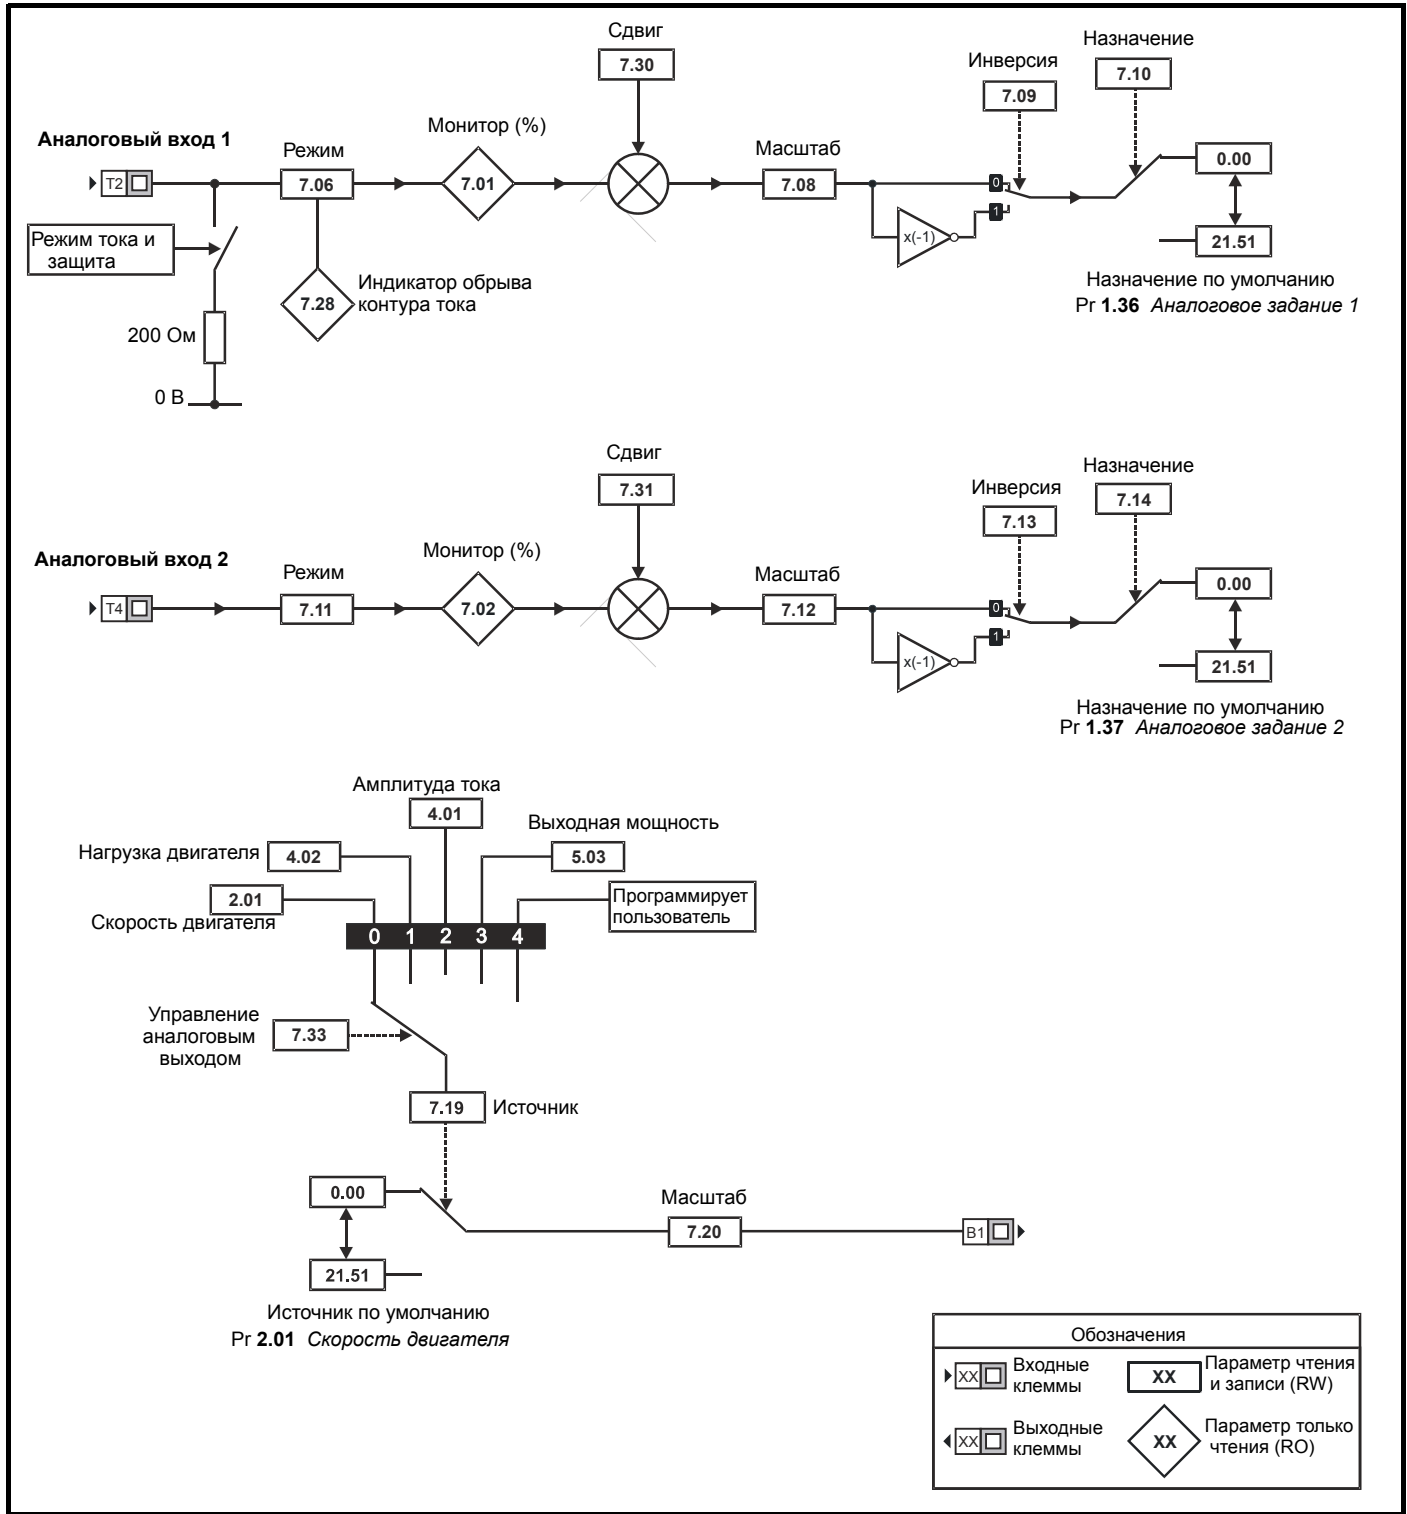 Сдвиг
7.30
Инверсия
7.09
Назначение
7.10
Аналоговый вход 1
T2
Режим
7.06
Монитор (%)
7.01
Масштаб
7.08
0
1
x(-1)
0.00
21.51
Режим тока и
защита
7.28
Индикатор обрыва
контура тока
200 Ом
0 В
Назначение по умолчанию
Pr 1.36 Аналоговое задание 1
Сдвиг
7.31
Инверсия
7.13
Назначение
7.14
Аналоговый вход 2
T4
Режим
7.11
Монитор (%)
7.02
Масштаб
7.12
0
1
x(-1)
0.00
21.51
Назначение по умолчанию
Pr 1.37 Аналоговое задание 2
Амплитуда тока
4.01
Выходная мощность
5.03
Нагрузка двигателя
4.02
2.01
Скорость двигателя
Программирует
пользователь
0 1 2 3 4
Управление
аналоговым
выходом
7.33
7.19
Источник
0.00
21.51
Масштаб
7.20
B1
Источник по умолчанию
Pr 2.01 Скорость двигателя
Обозначения
XX
Входные
клеммы
XX
Параметр чтения
и записи (RW)
XX
Выходные
клеммы
XX
Параметр только
чтения (RO)